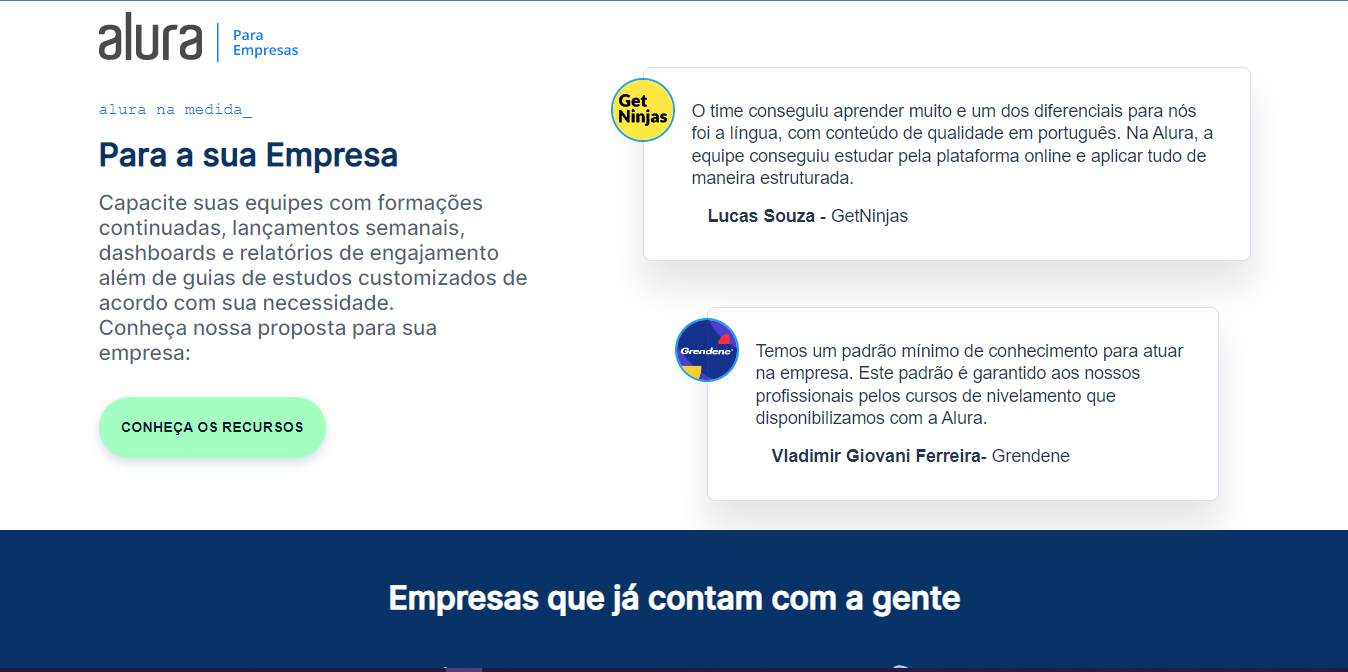 alura
Para
Empresas
alura na medida_
Para a sua Empresa
Capacite suas equipes com formações
continuadas, lançamentos semanais,
dashboards e relatórios de engajamento
além de guias de estudos customizados de
acordo com sua necessidade.
Conheça nossa proposta para sua
empresa:
CONHEÇA OS RECURSOS
Get
Ninjas
O time conseguiu aprender muito e um dos diferenciais para nós
foi a língua, com conteúdo de qualidade em português. Na Alura, a
equipe conseguiu estudar pela plataforma online e aplicar tudo de
maneira estruturada.
Lucas Souza - GetNinjas
Grendene
Temos um padrão mínimo de conhecimento para atuar
na empresa. Este padrão é garantido aos nossos
profissionais pelos cursos de nivelamento que
disponibilizamos com a Alura.
Vladimir Giovani Ferreira- Grendene
Empresas que já contam com a gente